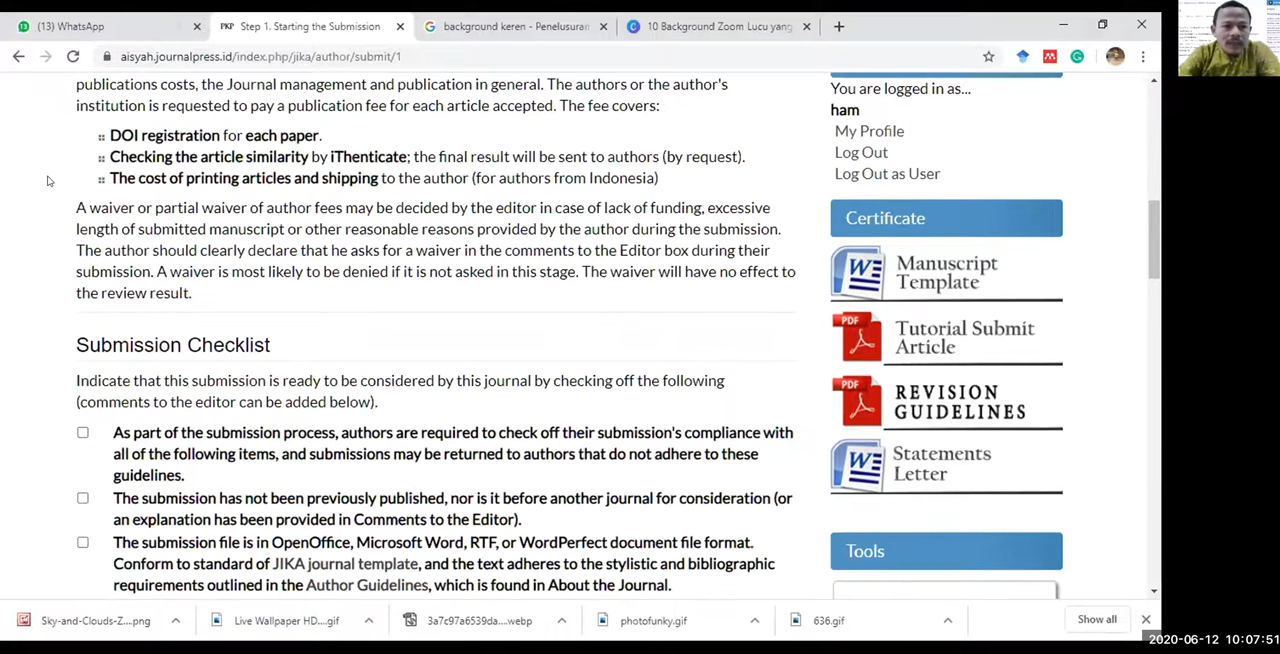 (13) WhatsApp
PKP Step 1. Starting the Submission
background keren - Penelusuran
10 Background Zoom Lucu yang
aisyah.journalpress.id/index.php/jika/author/submit/1
publications costs, the Journal management and publication in general. The authors or the author's
institution is requested to pay a publication fee for each article accepted. The fee covers:
DOI registration for each paper.
Checking the article similarity by iThenticate; the final result will be sent to authors (by request).
The cost of printing articles and shipping to the author (for authors from Indonesia)
A waiver or partial waiver of author fees may be decided by the editor in case of lack of funding, excessive
length of submitted manuscript or other reasonable reasons provided by the author during the submission.
The author should clearly declare that he asks for a waiver in the comments to the Editor box during their
submission. A waiver is most likely to be denied if it is not asked in this stage. The waiver will have no effect to
the review result.
Submission Checklist
Indicate that this submission is ready to be considered by this journal by checking off the following
(comments to the editor can be added below).
As part of the submission process, authors are required to check off their submission's compliance with
all of the following items, and submissions may be returned to authors that do not adhere to these
guidelines.
The submission has not been previously published, nor is it before another journal for consideration (or
an explanation has been provided in Comments to the Editor).
The submission file is in OpenOffice, Microsoft Word, RTF, or WordPerfect document file format.
Conform to standard of JIKA journal template, and the text adheres to the stylistic and bibliographic
requirements outlined in the Author Guidelines, which is found in About the Journal.
You are logged in as...
ham
My Profile
Log Out
Log Out as User
Certificate
Manuscript
Template
PDF
Tutorial Submit
Article
PDF
REVISION
GUIDELINES
Statements
Letter
Tools
Sky-and-Clouds-Z....png
Live Wallpaper HD....gif
3a7c97a6539da....webp
photofunky.gif
636.gif
Show all
2020-06-12 10:07:51